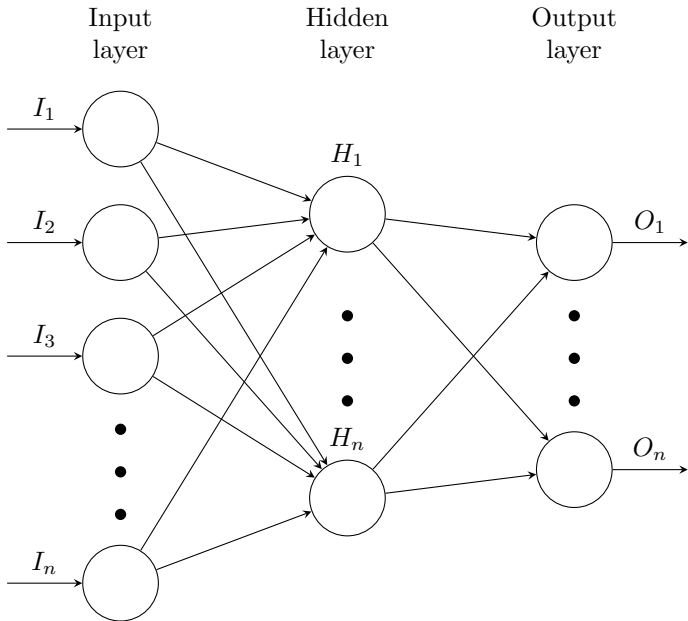 Input
layer
Hidden
layer
Output
layer
I₁
H₁
I₂
O₁
I₃
Hₙ
Oₙ
Iₙ